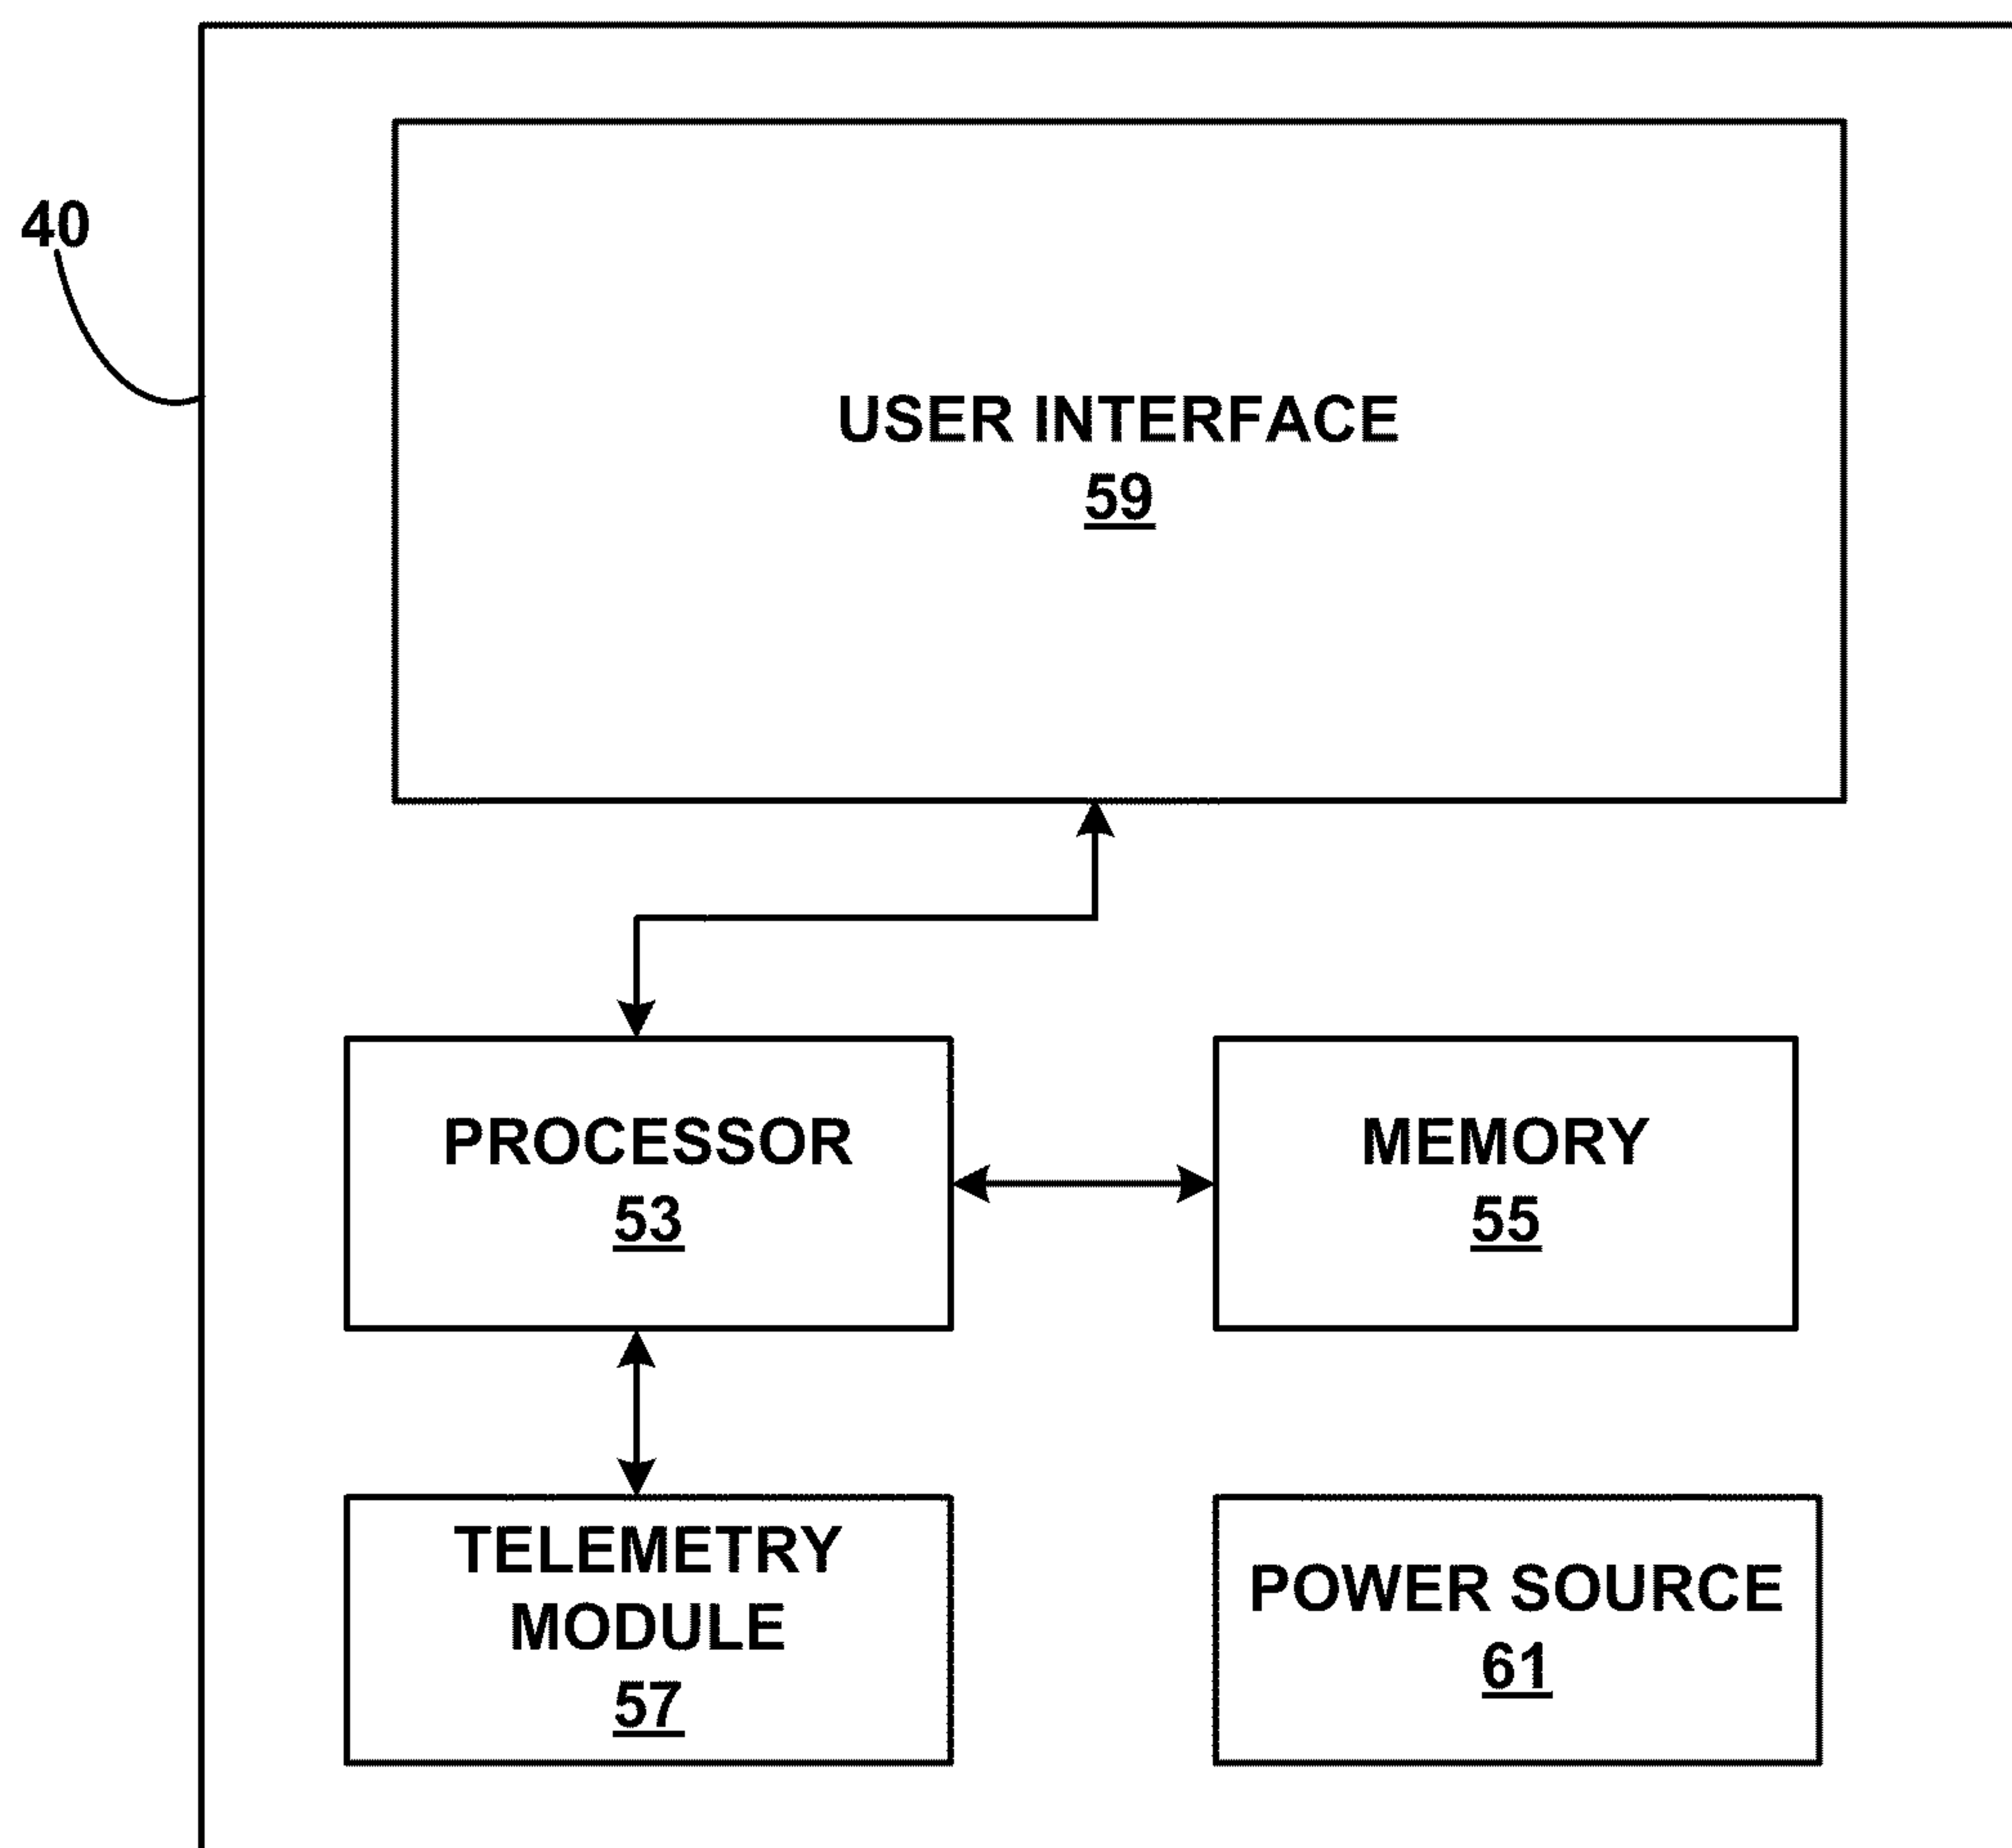 40
USER INTERFACE
59
PROCESSOR
53
MEMORY
55
TELEMETRY
MODULE
57
POWER SOURCE
61